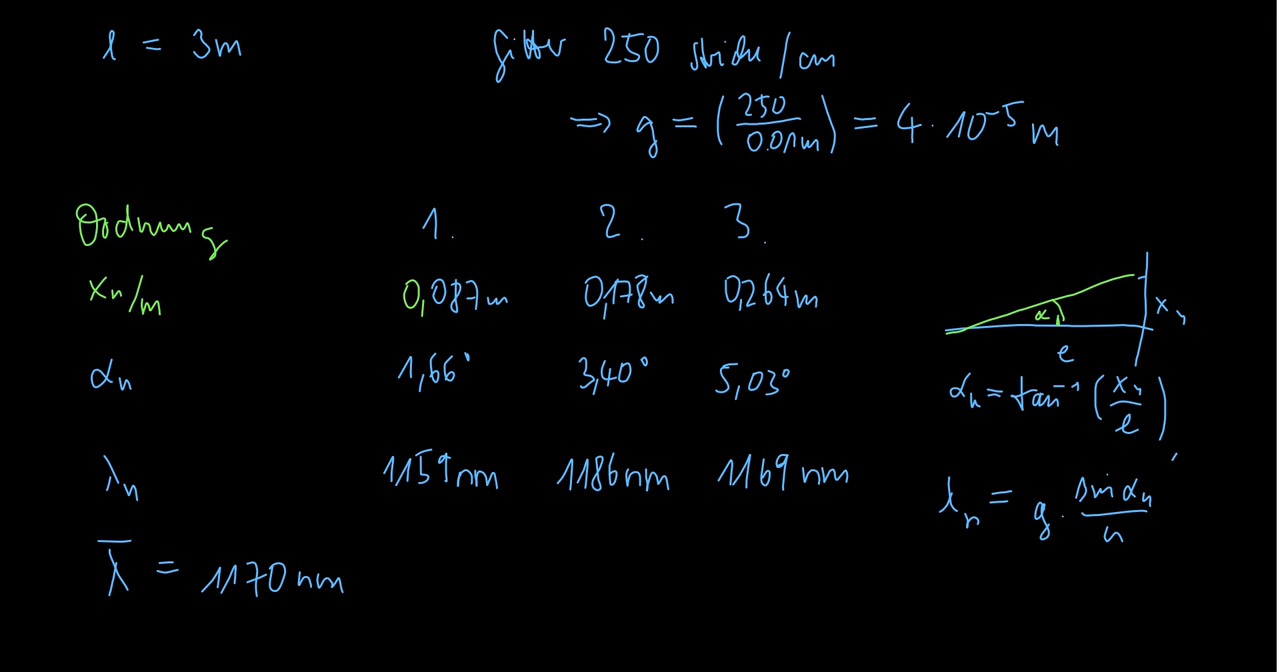 l = 3m
Gitter 250 Striche/cm
⇒ g = (250/0.01m) = 4 · 10⁻⁵ m
Ordnung 1. 2. 3.
xₙ/m 0,087m 0,178m 0,264m
αₙ 1,66° 3,40° 5,03°
λₙ 1159nm 1186nm 1169nm
λ̅ = 1170nm
α xₙ
e
αₙ = tan⁻¹ (xₙ/e)
λₙ = g · sin αₙ/n